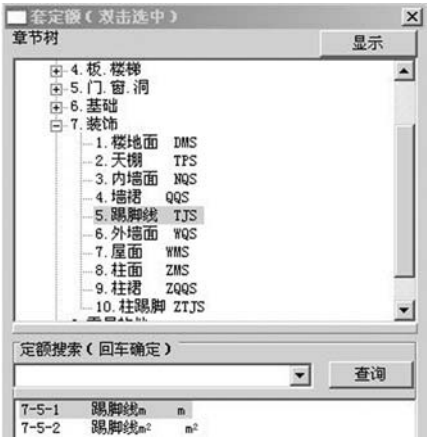 套定额(双击选中)
章节树
显示
4.板.楼梯
5.门.窗.洞
6.基础
7.装饰
1.楼地面 DMS
2.天棚 TPS
3.内墙面 NQS
4.墙裙 QQS
5.踢脚线 TJS
6.外墙面 WQS
7.屋面 WMS
8.柱面 ZMS
9.柱裙 ZQQS
10.柱踢脚 ZTJS
定额搜索(回车确定)
查询
7-5-1 踢脚线m m
7-5-2 踢脚线m² m²